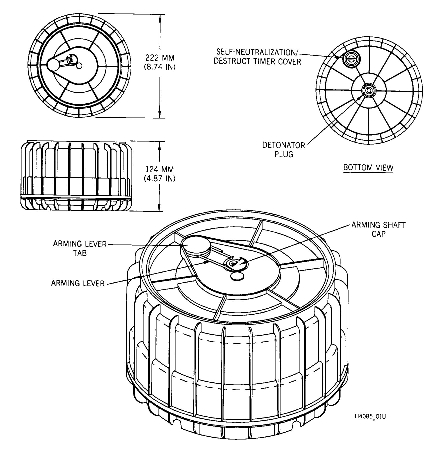 222 MM
(8.74 IN)
SELF-NEUTRALIZATION/
DESTRUCT TIMER COVER
124 MM
(4.87 IN)
DETONATOR
PLUG
BOTTOM VIEW
ARMING SHAFT
CAP
ARMING LEVER
TAB
ARMING LEVER